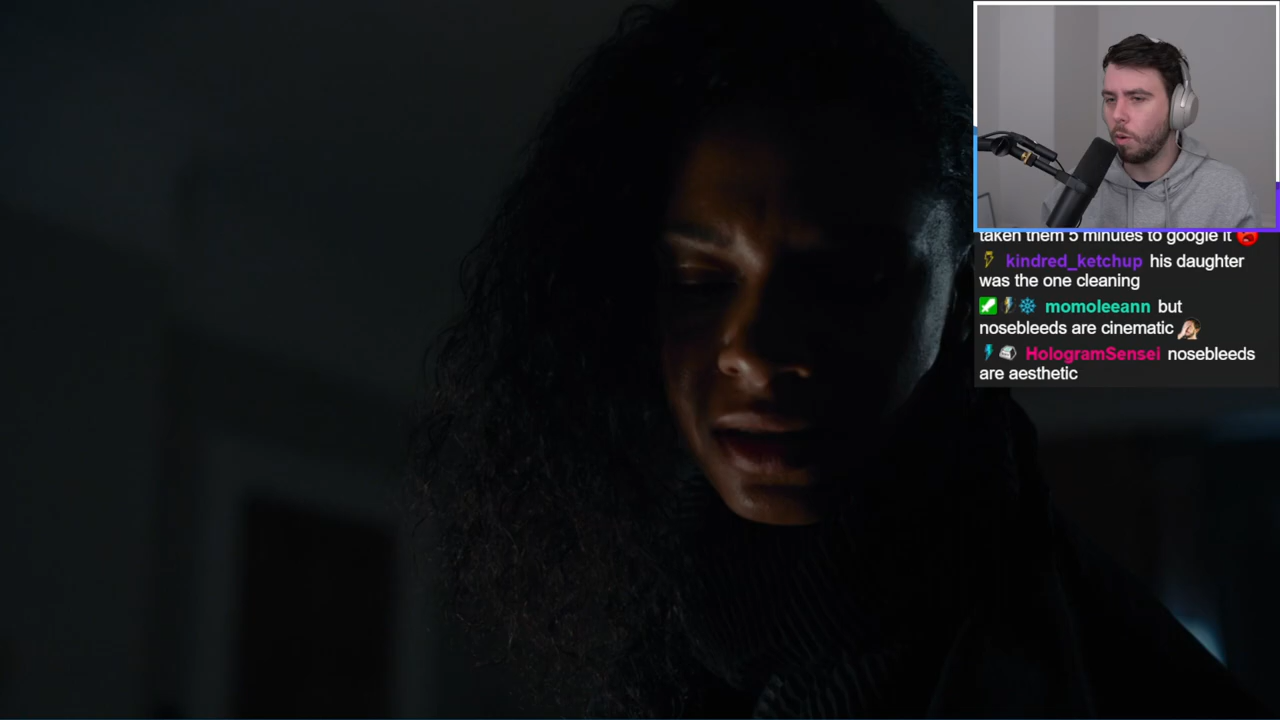 taken them 5 minutes to google it
kindred_ketchup his daughter
was the one cleaning
momoleeann but
nosebleeds are cinematic
HologramSensei nosebleeds
are aesthetic